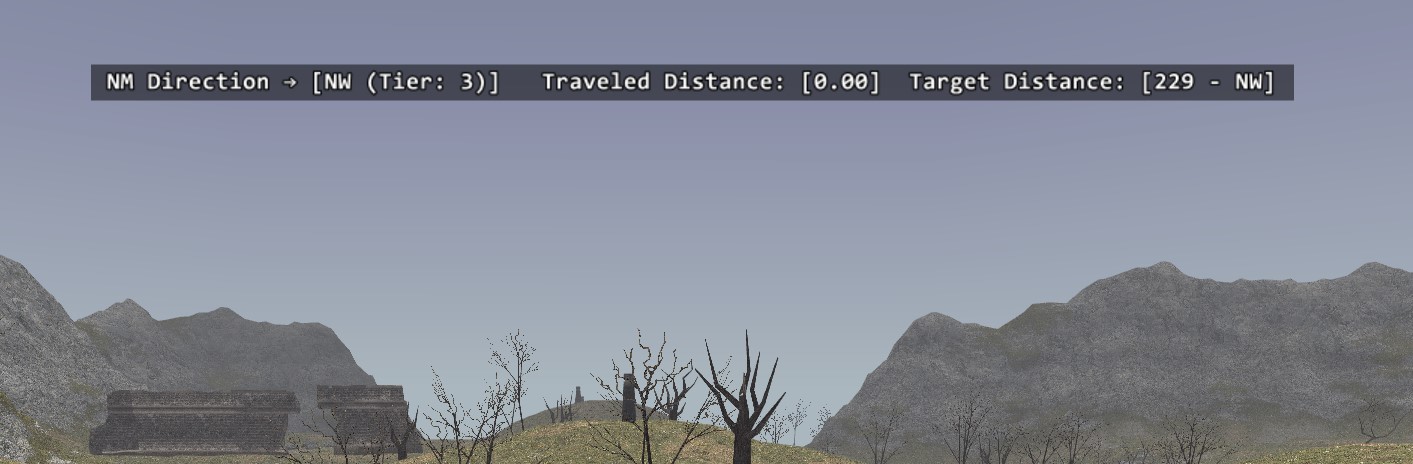 NM Direction → [NW (Tier: 3)]   Traveled Distance: [0.00]  Target Distance: [229 - NW]